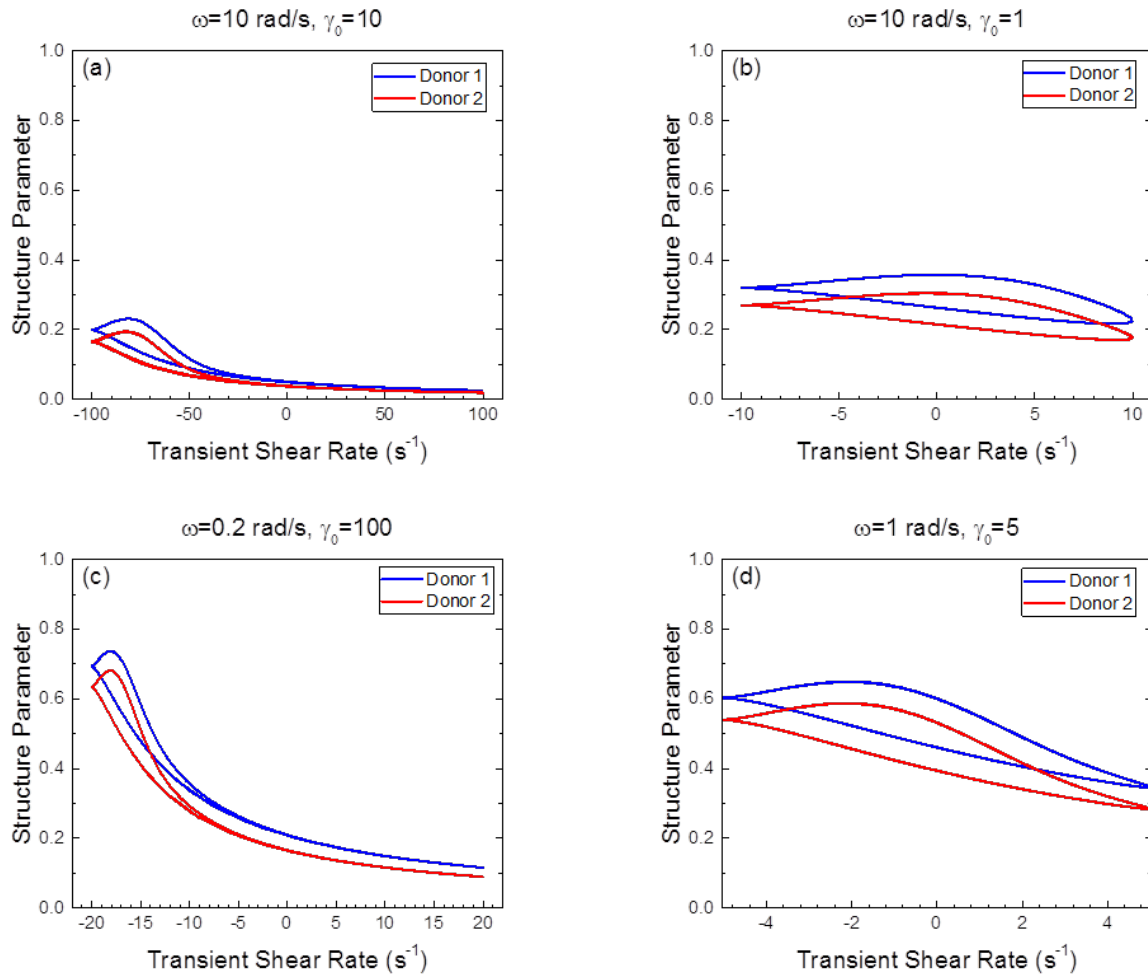 ω=10 rad/s, γ₀=10
(a)
Donor 1
Donor 2
Structure Parameter
1.0
0.8
0.6
0.4
0.2
0.0
-100 -50 0 50 100
Transient Shear Rate (s⁻¹)
ω=10 rad/s, γ₀=1
(b)
Donor 1
Donor 2
Structure Parameter
1.0
0.8
0.6
0.4
0.2
0.0
-10 -5 0 5 10
Transient Shear Rate (s⁻¹)
ω=0.2 rad/s, γ₀=100
(c)
Donor 1
Donor 2
Structure Parameter
1.0
0.8
0.6
0.4
0.2
0.0
-20 -15 -10 -5 0 5 10 15 20
Transient Shear Rate (s⁻¹)
ω=1 rad/s, γ₀=5
(d)
Donor 1
Donor 2
Structure Parameter
1.0
0.8
0.6
0.4
0.2
0.0
-4 -2 0 2 4
Transient Shear Rate (s⁻¹)